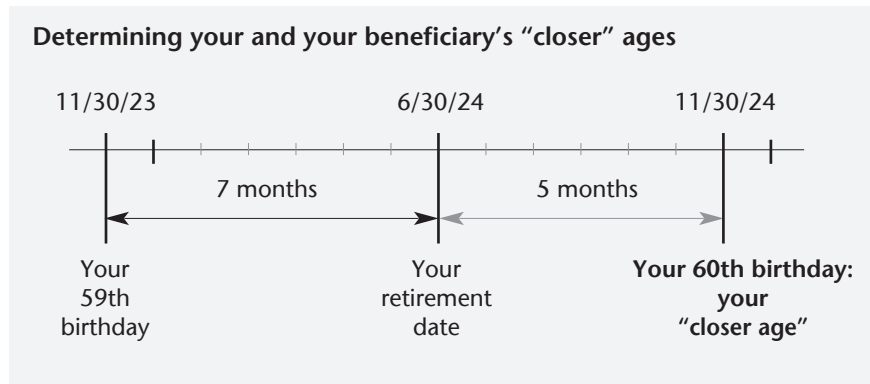 Determining your and your beneficiary’s “closer” ages
11/30/23
6/30/24
11/30/24
7 months
5 months
Your
59th
birthday
Your
retirement
date
Your 60th birthday:
your
“closer age”